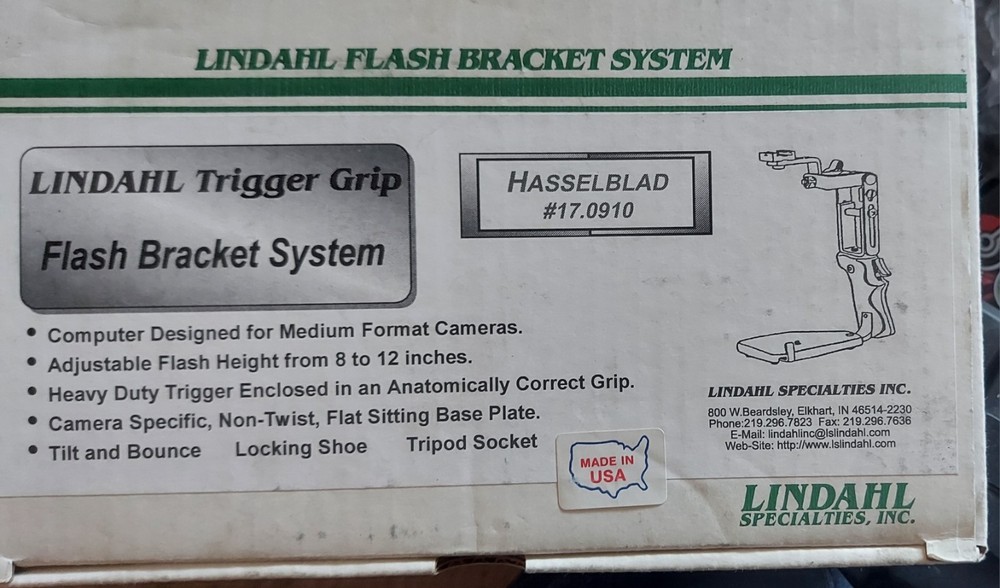 LINDAHL FLASH BRACKET SYSTEM
LINDAHL Trigger Grip
Flash Bracket System
HASSELBLAD
#17.0910
• Computer Designed for Medium Format Cameras.
• Adjustable Flash Height from 8 to 12 inches.
• Heavy Duty Trigger Enclosed in an Anatomically Correct Grip.
• Camera Specific, Non-Twist, Flat Sitting Base Plate.
• Tilt and Bounce Locking Shoe Tripod Socket
MADE IN
USA
LINDAHL SPECIALTIES INC.
800 W.Beardsley, Elkhart, IN 46514-2230
Phone:219.296.7823 Fax: 219.296.7636
E-Mail: lindahlinc@lslindahl.com
Web-Site: http://www.lslindahl.com
LINDAHL
SPECIALTIES, INC.